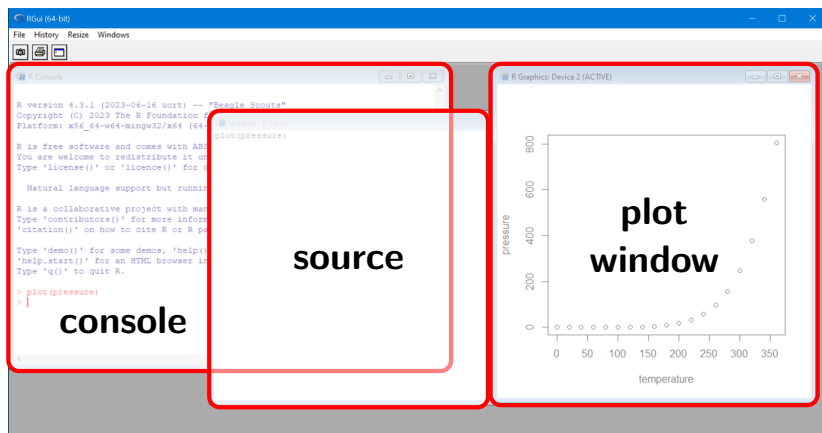 RGui (64-bit)
File History Resize Windows
R Console
R version 4.3.1 (2023-06-16 ucrt) -- "Beagle Scouts"
Copyright (C) 2023 The R Foundation f
Platform: x86_64-w64-mingw32/x64 (64-
R is free software and comes with ABS
You are welcome to redistribute it un
Type 'license()' or 'licence()' for d
Natural language support but runnin
R is a collaborative project with man
Type 'contributors()' for more inform
'citation()' on how to cite R or R pa
Type 'demo()' for some demos, 'help()
'help.start()' for an HTML browser in
Type 'q()' to quit R.
> plot(pressure)
>
console
Untitled - R Editor
plot(pressure)
source
R Graphics: Device 2 (ACTIVE)
plot
window
pressure
0 200 400 600 800
0 50 100 150 200 250 300 350
temperature